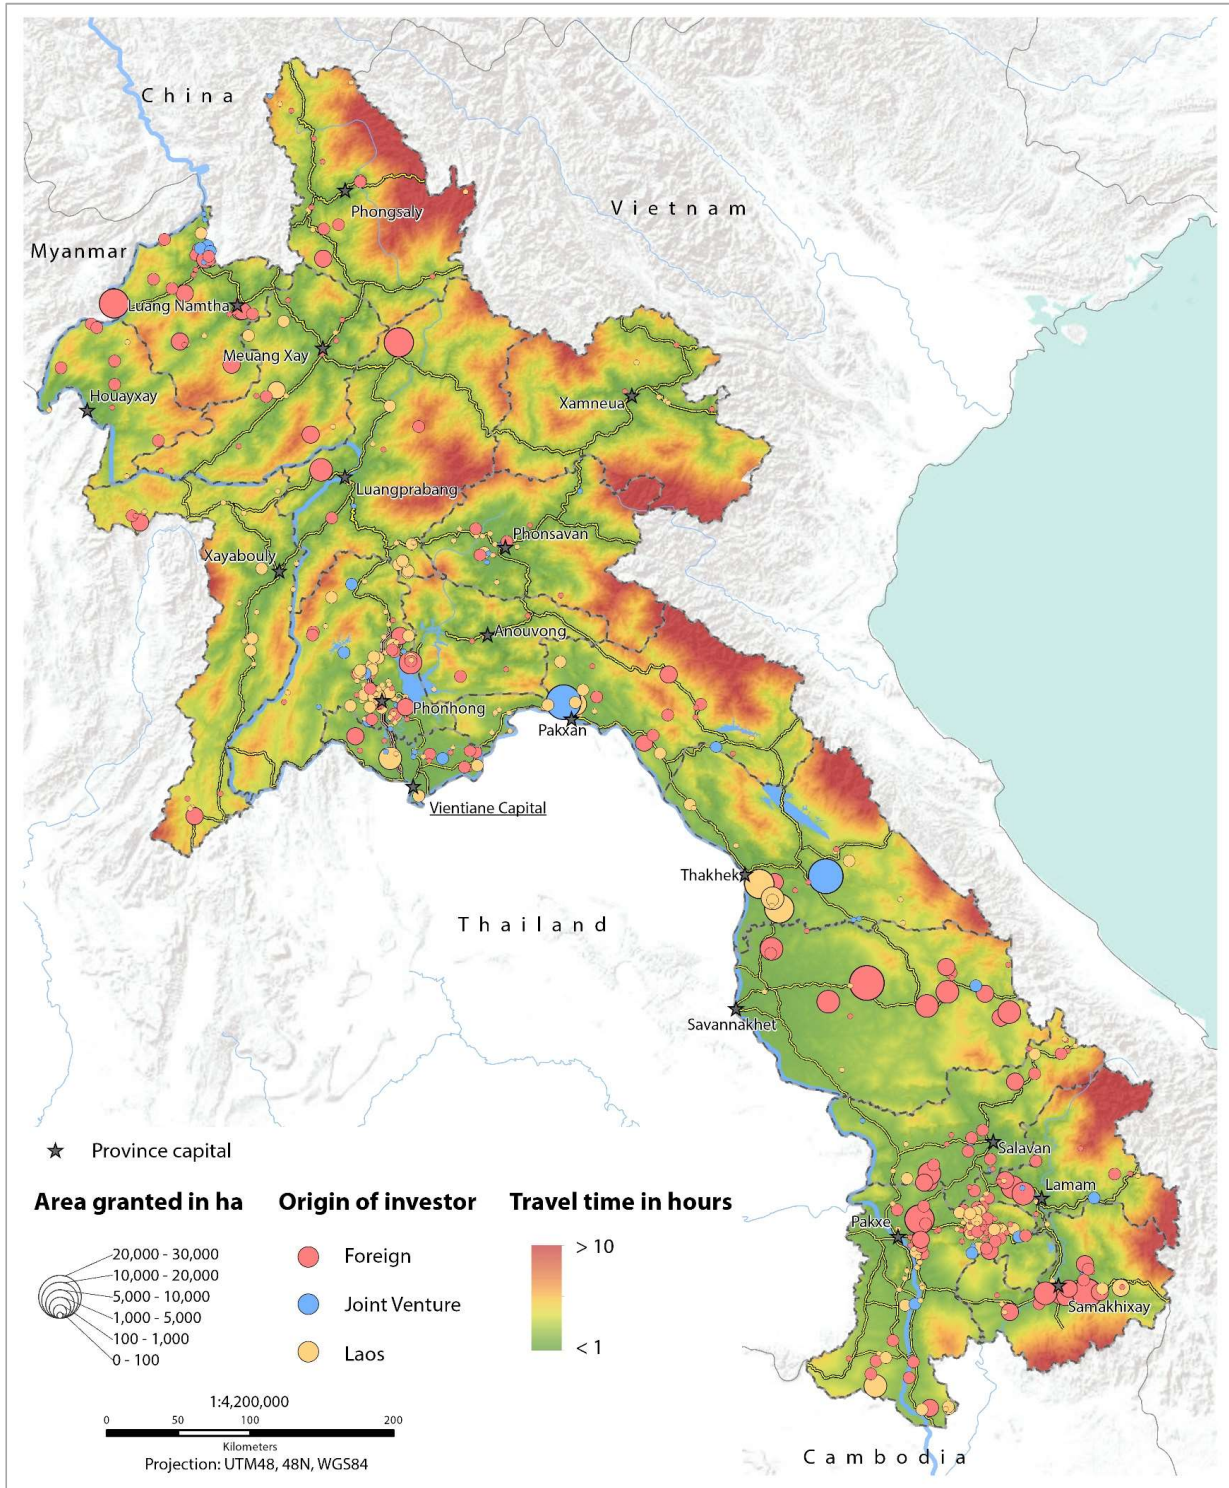 China
Vietnam
Phongsaly
Myanmar
Luang Namtha
Meuang Xay
Houayxay
Xamneua
Luangprabang
Phonsavan
Xayabouly
Anouvong
Phonhong
Pakxan
Vientiane Capital
Thakhek
Thailand
Savannakhet
Salavan
Lamam
Pakxe
Samakhixay
Cambodia
Province capital
Area granted in ha
20,000 - 30,000
10,000 - 20,000
5,000 - 10,000
1,000 - 5,000
100 - 1,000
0 - 100
Origin of investor
Foreign
Joint Venture
Laos
Travel time in hours
> 10
< 1
1:4,200,000
0 50 100 200
Kilometers
Projection: UTM48, 48N, WGS84